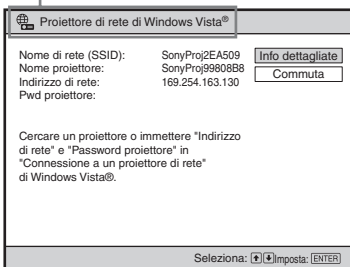 Proiettore di rete di Windows Vista®
Nome di rete (SSID): SonyProj2EA509 Info dettagliate
Nome proiettore: SonyProj99808B8 Commuta
Indirizzo di rete: 169.254.163.130
Pwd proiettore:
Cercare un proiettore o immettere "Indirizzo
di rete" e "Password proiettore" in
"Connessione a un proiettore di rete"
di Windows Vista®.
Seleziona: Imposta: ENTER